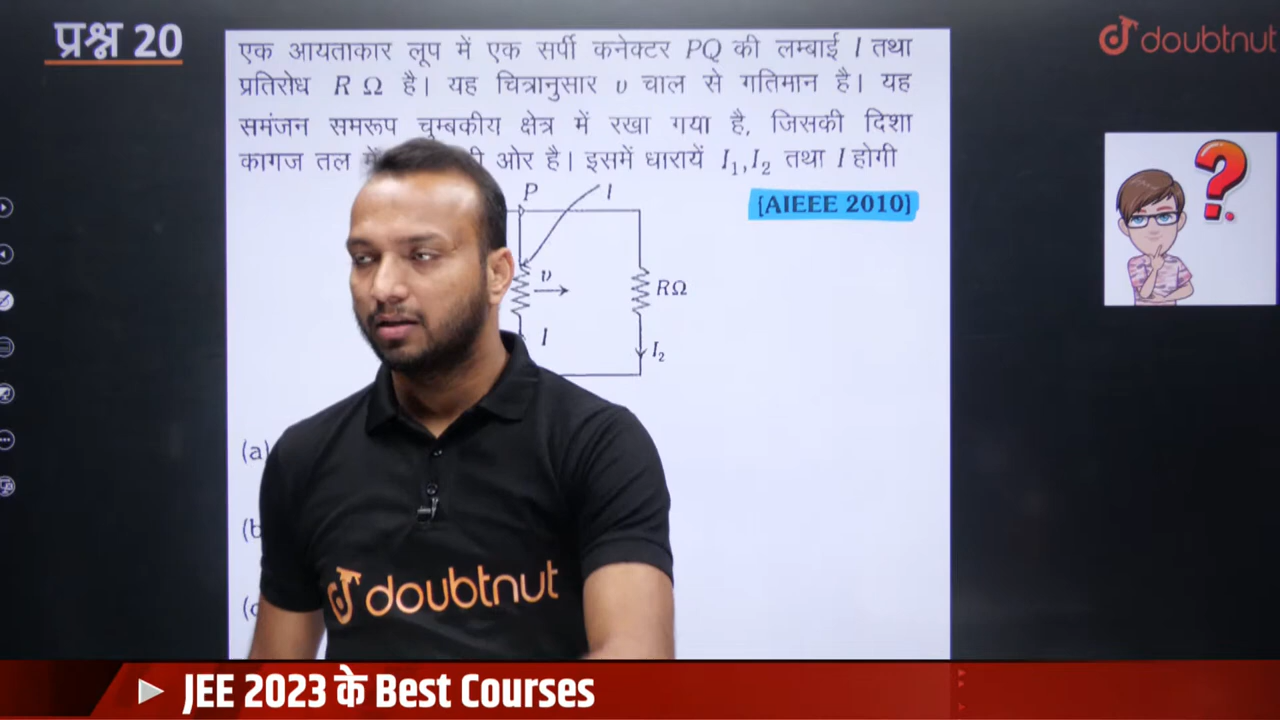 प्रश्न 20
doubtnut
एक आयताकार लूप में एक सर्पी कनेक्टर PQ की लम्बाई l तथा
प्रतिरोध R Ω है। यह चित्रानुसार υ चाल से गतिमान है। यह
समंजन समरूप चुम्बकीय क्षेत्र में रखा गया है, जिसकी दिशा
कागज तल ओर है। इसमें धारायें I₁, I₂ तथा I होगी
[AIEEE 2010]
P
l
υ
RΩ
I
I₂
(a)
doubtnut
JEE 2023 के Best Courses